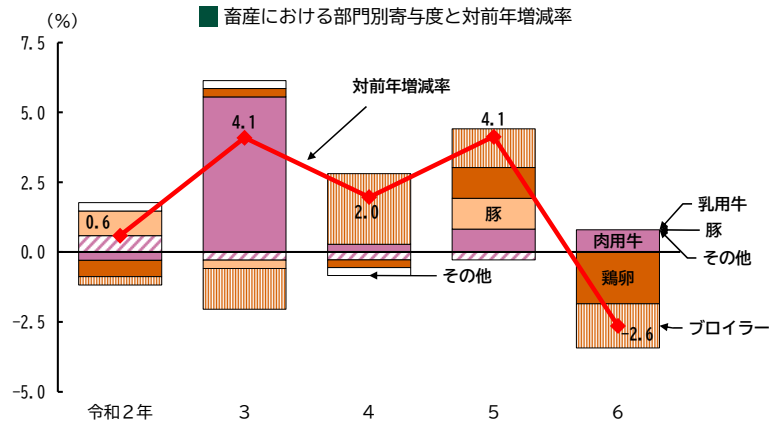 畜産における部門別寄与度と対前年増減率
（%）
7.5
5.0
2.5
0.0
-2.5
-5.0
対前年増減率
0.6
4.1
2.0
4.1
-2.6
豚
肉用牛
鶏卵
乳用牛
豚
その他
ブロイラー
その他
令和２年
３
４
５
６